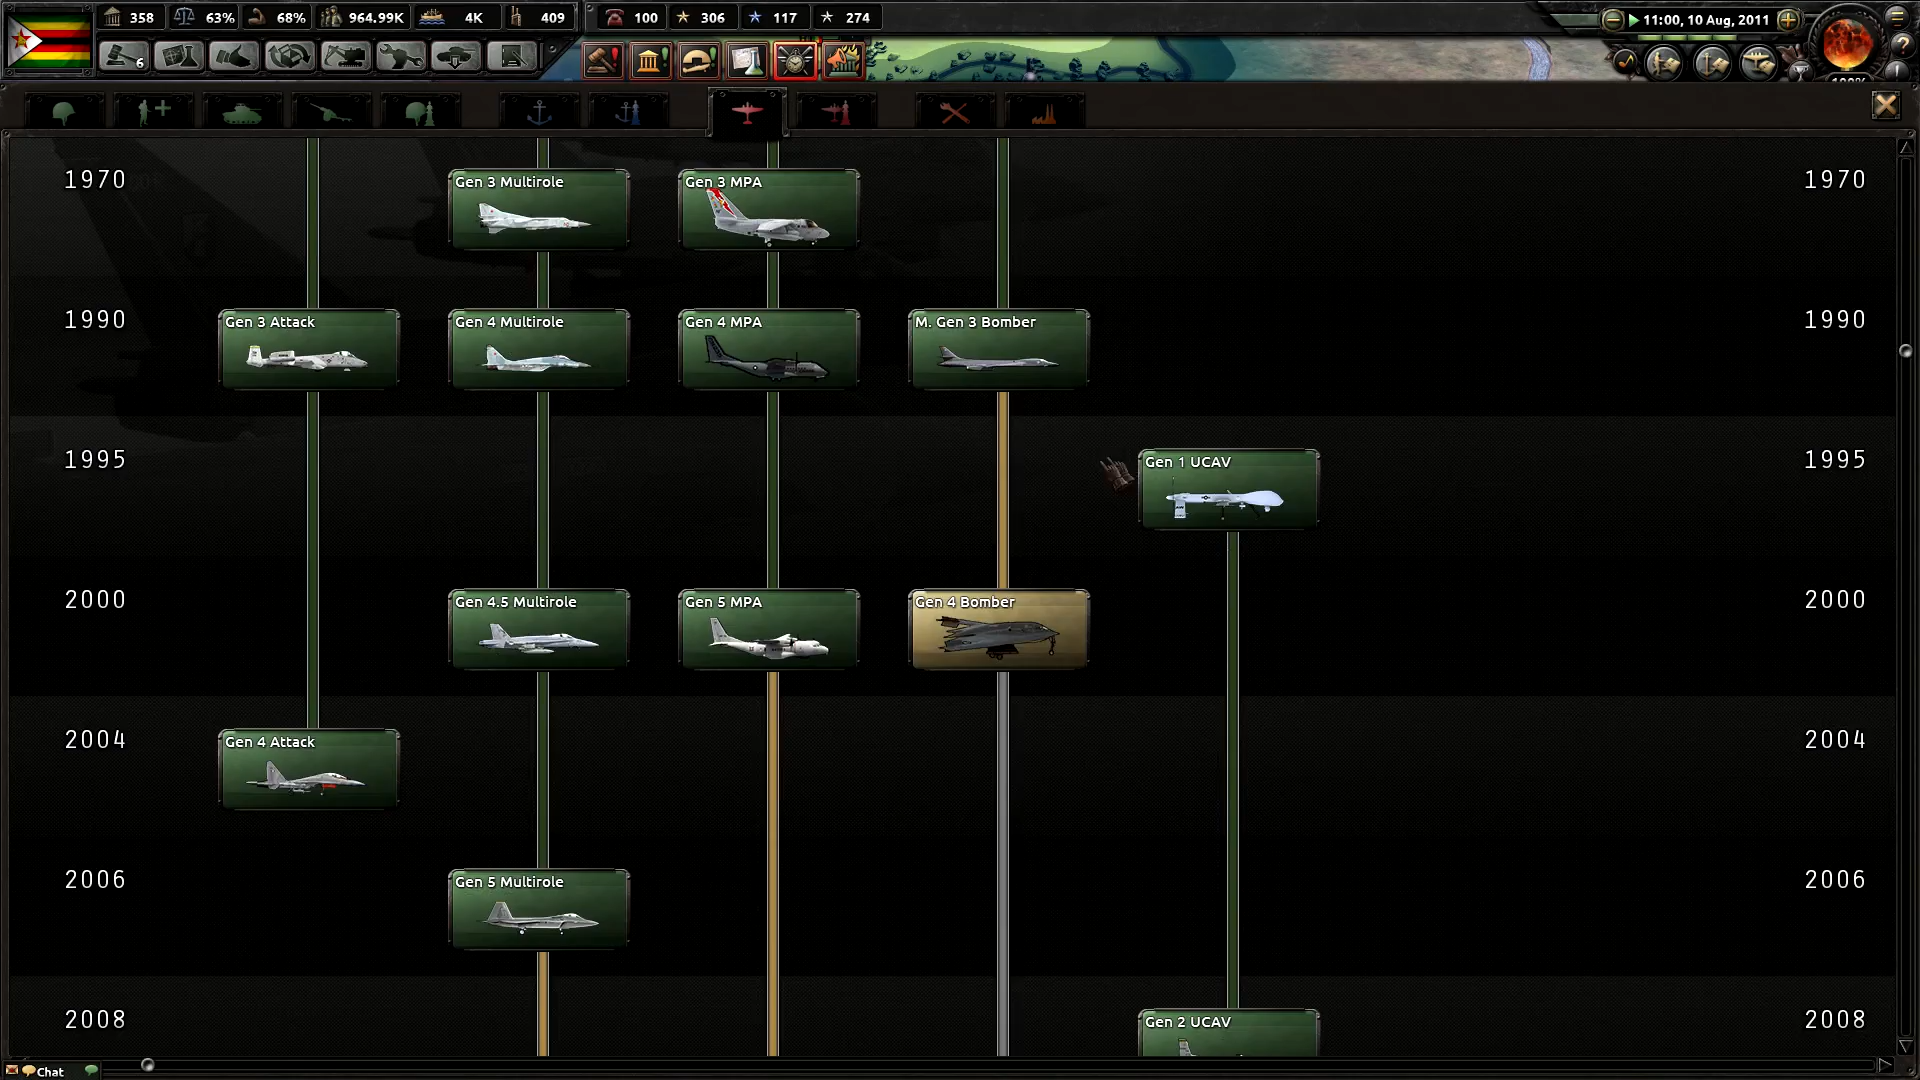 358
63%
68%
964.99K
4K
409
100
306
117
274
11:00, 10 Aug, 2011
6
100%
1970
Gen 3 Multirole
Gen 3 MPA
1970
1990
Gen 3 Attack
Gen 4 Multirole
Gen 4 MPA
M. Gen 3 Bomber
1990
1995
Gen 1 UCAV
1995
2000
Gen 4.5 Multirole
Gen 5 MPA
Gen 4 Bomber
2000
2004
Gen 4 Attack
2004
2006
Gen 5 Multirole
2006
2008
Gen 2 UCAV
2008
Chat